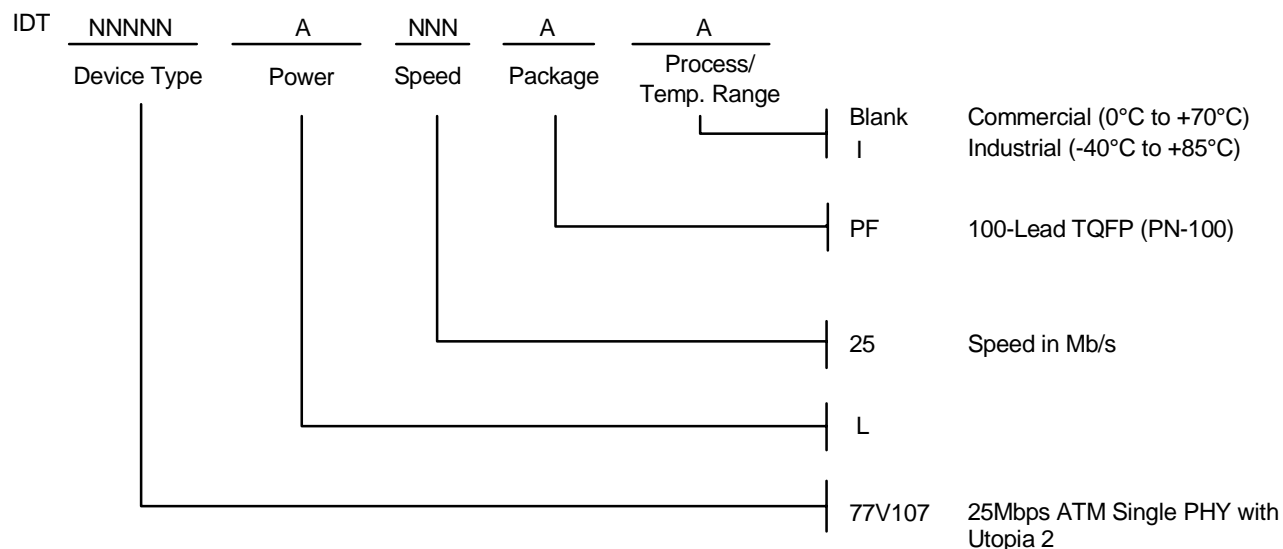 IDT NNNNN A NNN A A
Device Type Power Speed Package Process/
Temp. Range
Blank Commercial (0°C to +70°C)
I Industrial (-40°C to +85°C)
PF 100-Lead TQFP (PN-100)
25 Speed in Mb/s
L
77V107 25Mbps ATM Single PHY with
Utopia 2